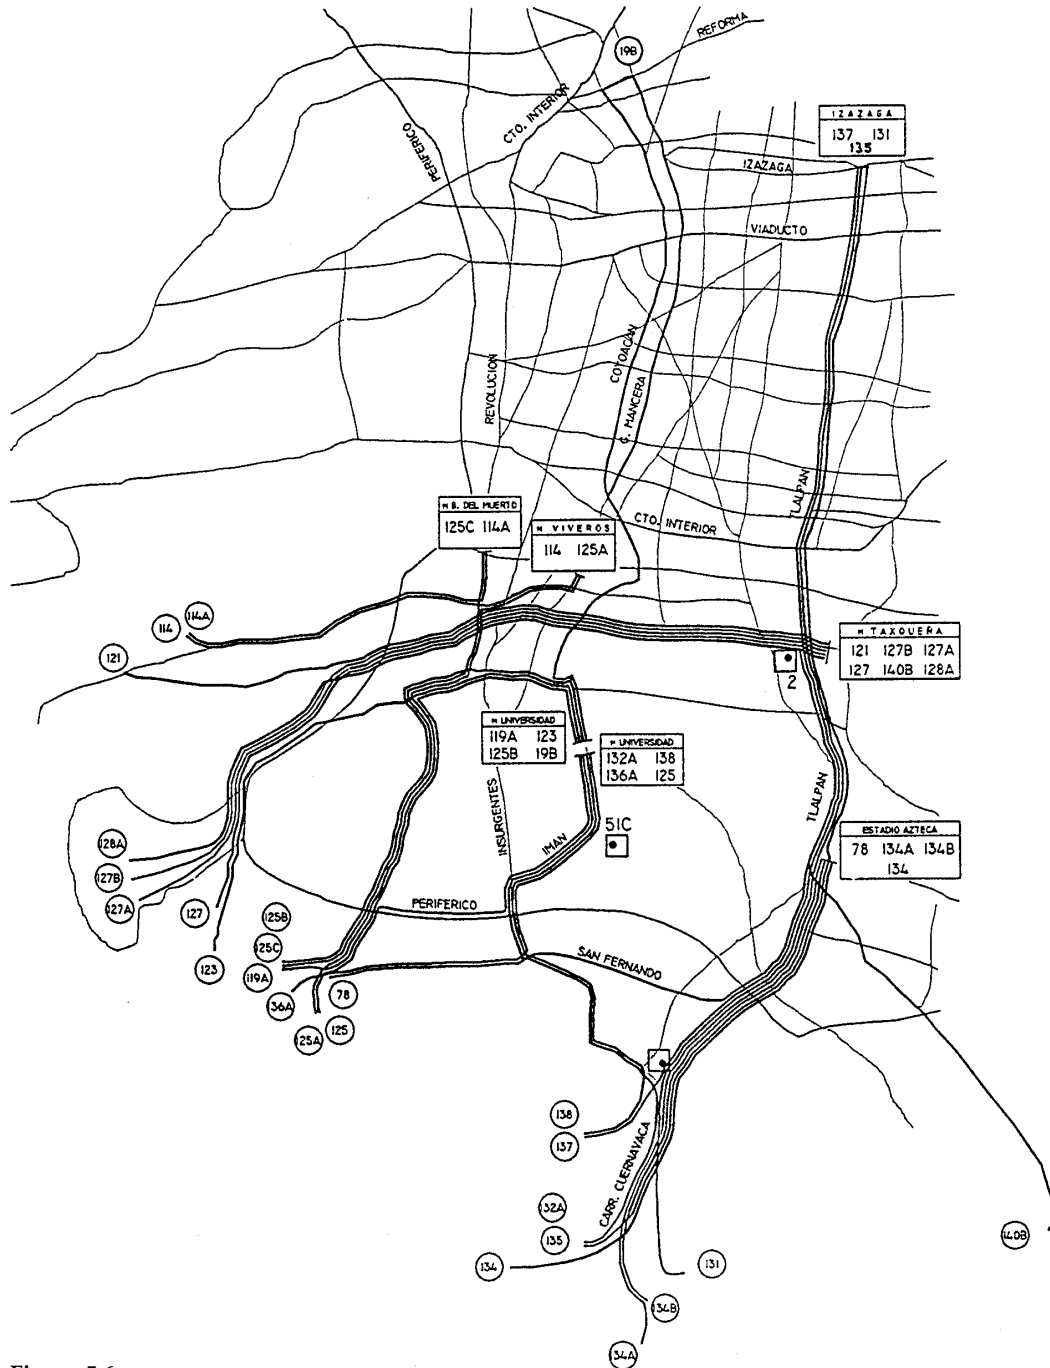 REFORMA
19B
CTO. INTERIOR
PERIFERICO
IZAZAGA
137 131
135
IZAZAGA
VIADUCTO
COYOACAN
REVOLUCION
G. MANCERA
TLALPAN
M B. DEL MUERTO
125C 114A
CTO. INTERIOR
M VIVEROS
114 125A
114A
114
121
M TAXQUEÑA
121 127B 127A
127 140B 128A
2
M UNIVERSIDAD
119A 123
125B 19B
M UNIVERSIDAD
132A 138
136A 125
INSURGENTES
TLALPAN
51C
IMAN
ESTADIO AZTECA
78 134A 134B
134
128A
127B
127A
127
PERIFERICO
125B
125C
123
119A
SAN FERNANDO
136A
78
125A
125
138
137
CARR. CUERNAVACA
132A
135
140B
134
131
134B
134A